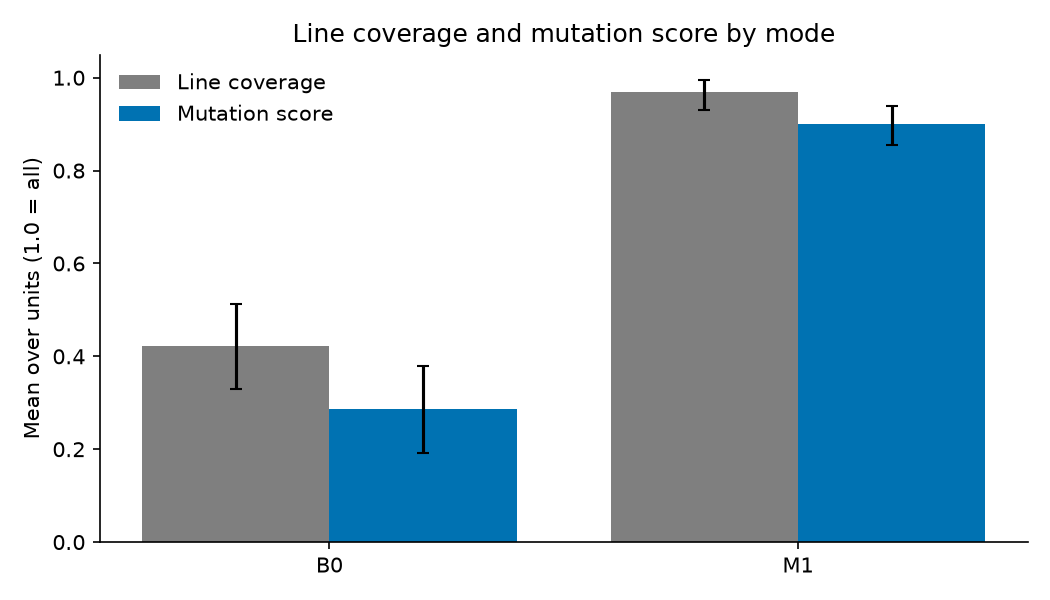 Line coverage and mutation score by mode
Line coverage
Mutation score
Mean over units (1.0 = all)
1.0
0.8
0.6
0.4
0.2
0.0
B0
M1